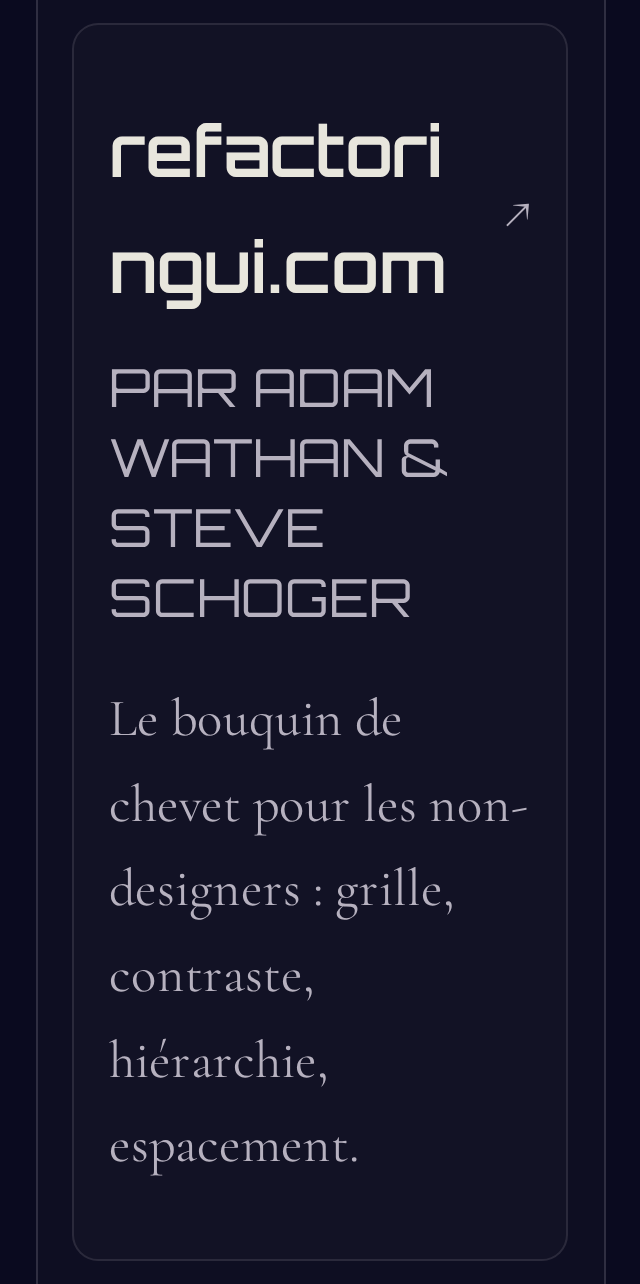 refactori
ngui.com
PAR ADAM
WATHAN &
STEVE
SCHOGER
Le bouquin de
chevet pour les non-
designers : grille,
contraste,
hiérarchie,
espacement.